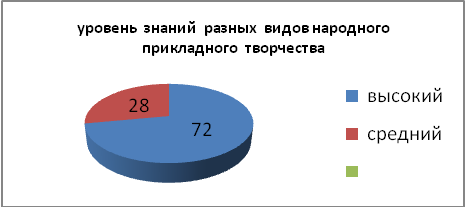 уровень знаний разных видов народного
прикладного творчества
28
72
высокий
средний